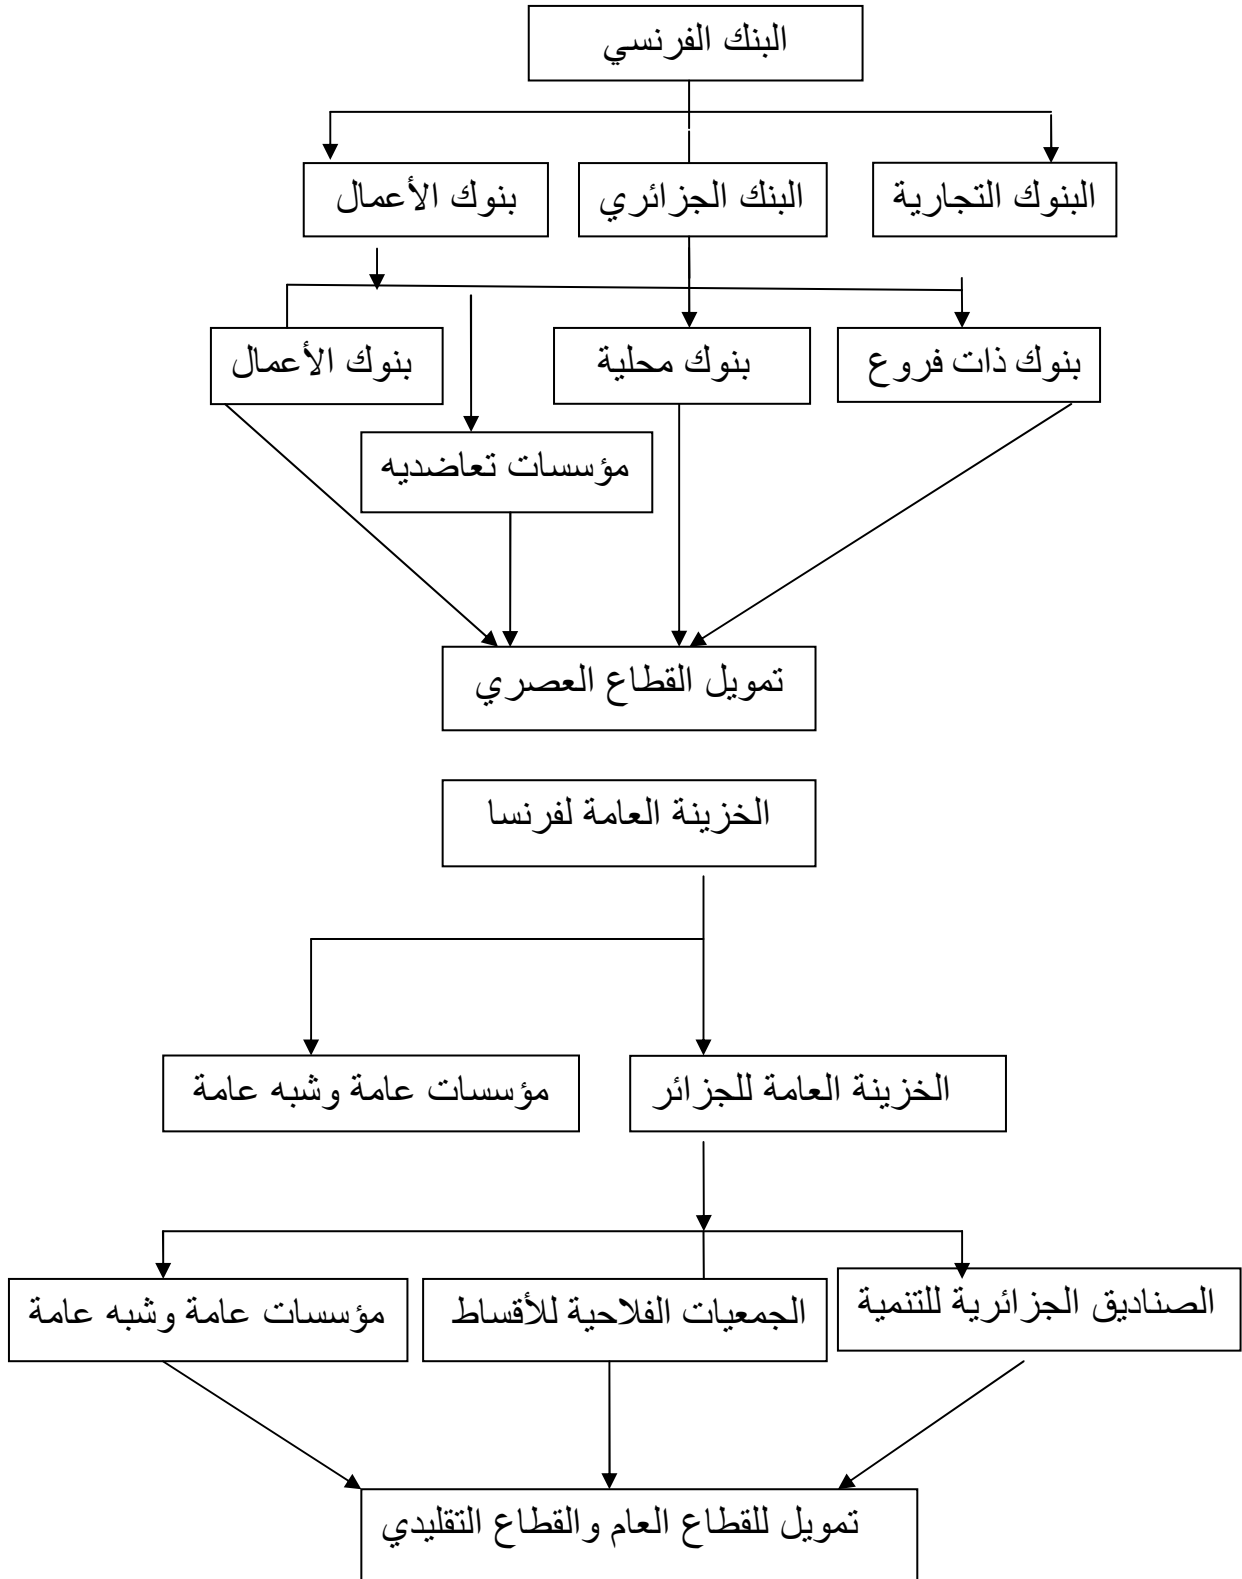 البنك الفرنسي
البنوك التجارية
البنك الجزائري
بنوك الأعمال
بنوك ذات فروع
بنوك محلية
بنوك الأعمال
مؤسسات تعاضديه
تمويل القطاع العصري
الخزينة العامة لفرنسا
الخزينة العامة للجزائر
مؤسسات عامة وشبه عامة
الصناديق الجزائرية للتنمية
الجمعيات الفلاحية للأقساط
مؤسسات عامة وشبه عامة
تمويل للقطاع العام والقطاع التقليدي